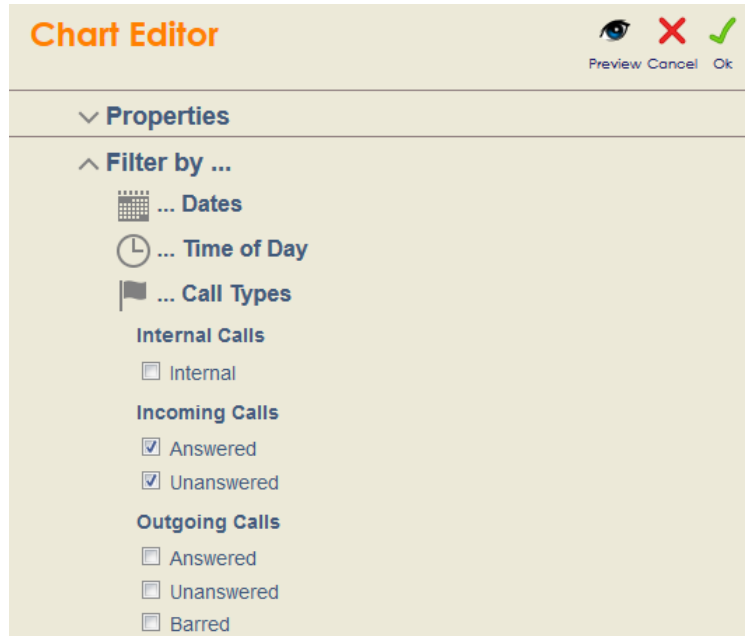 Chart Editor
Preview Cancel Ok
Properties
Filter by ...
... Dates
... Time of Day
... Call Types
Internal Calls
Internal
Incoming Calls
Answered
Unanswered
Outgoing Calls
Answered
Unanswered
Barred